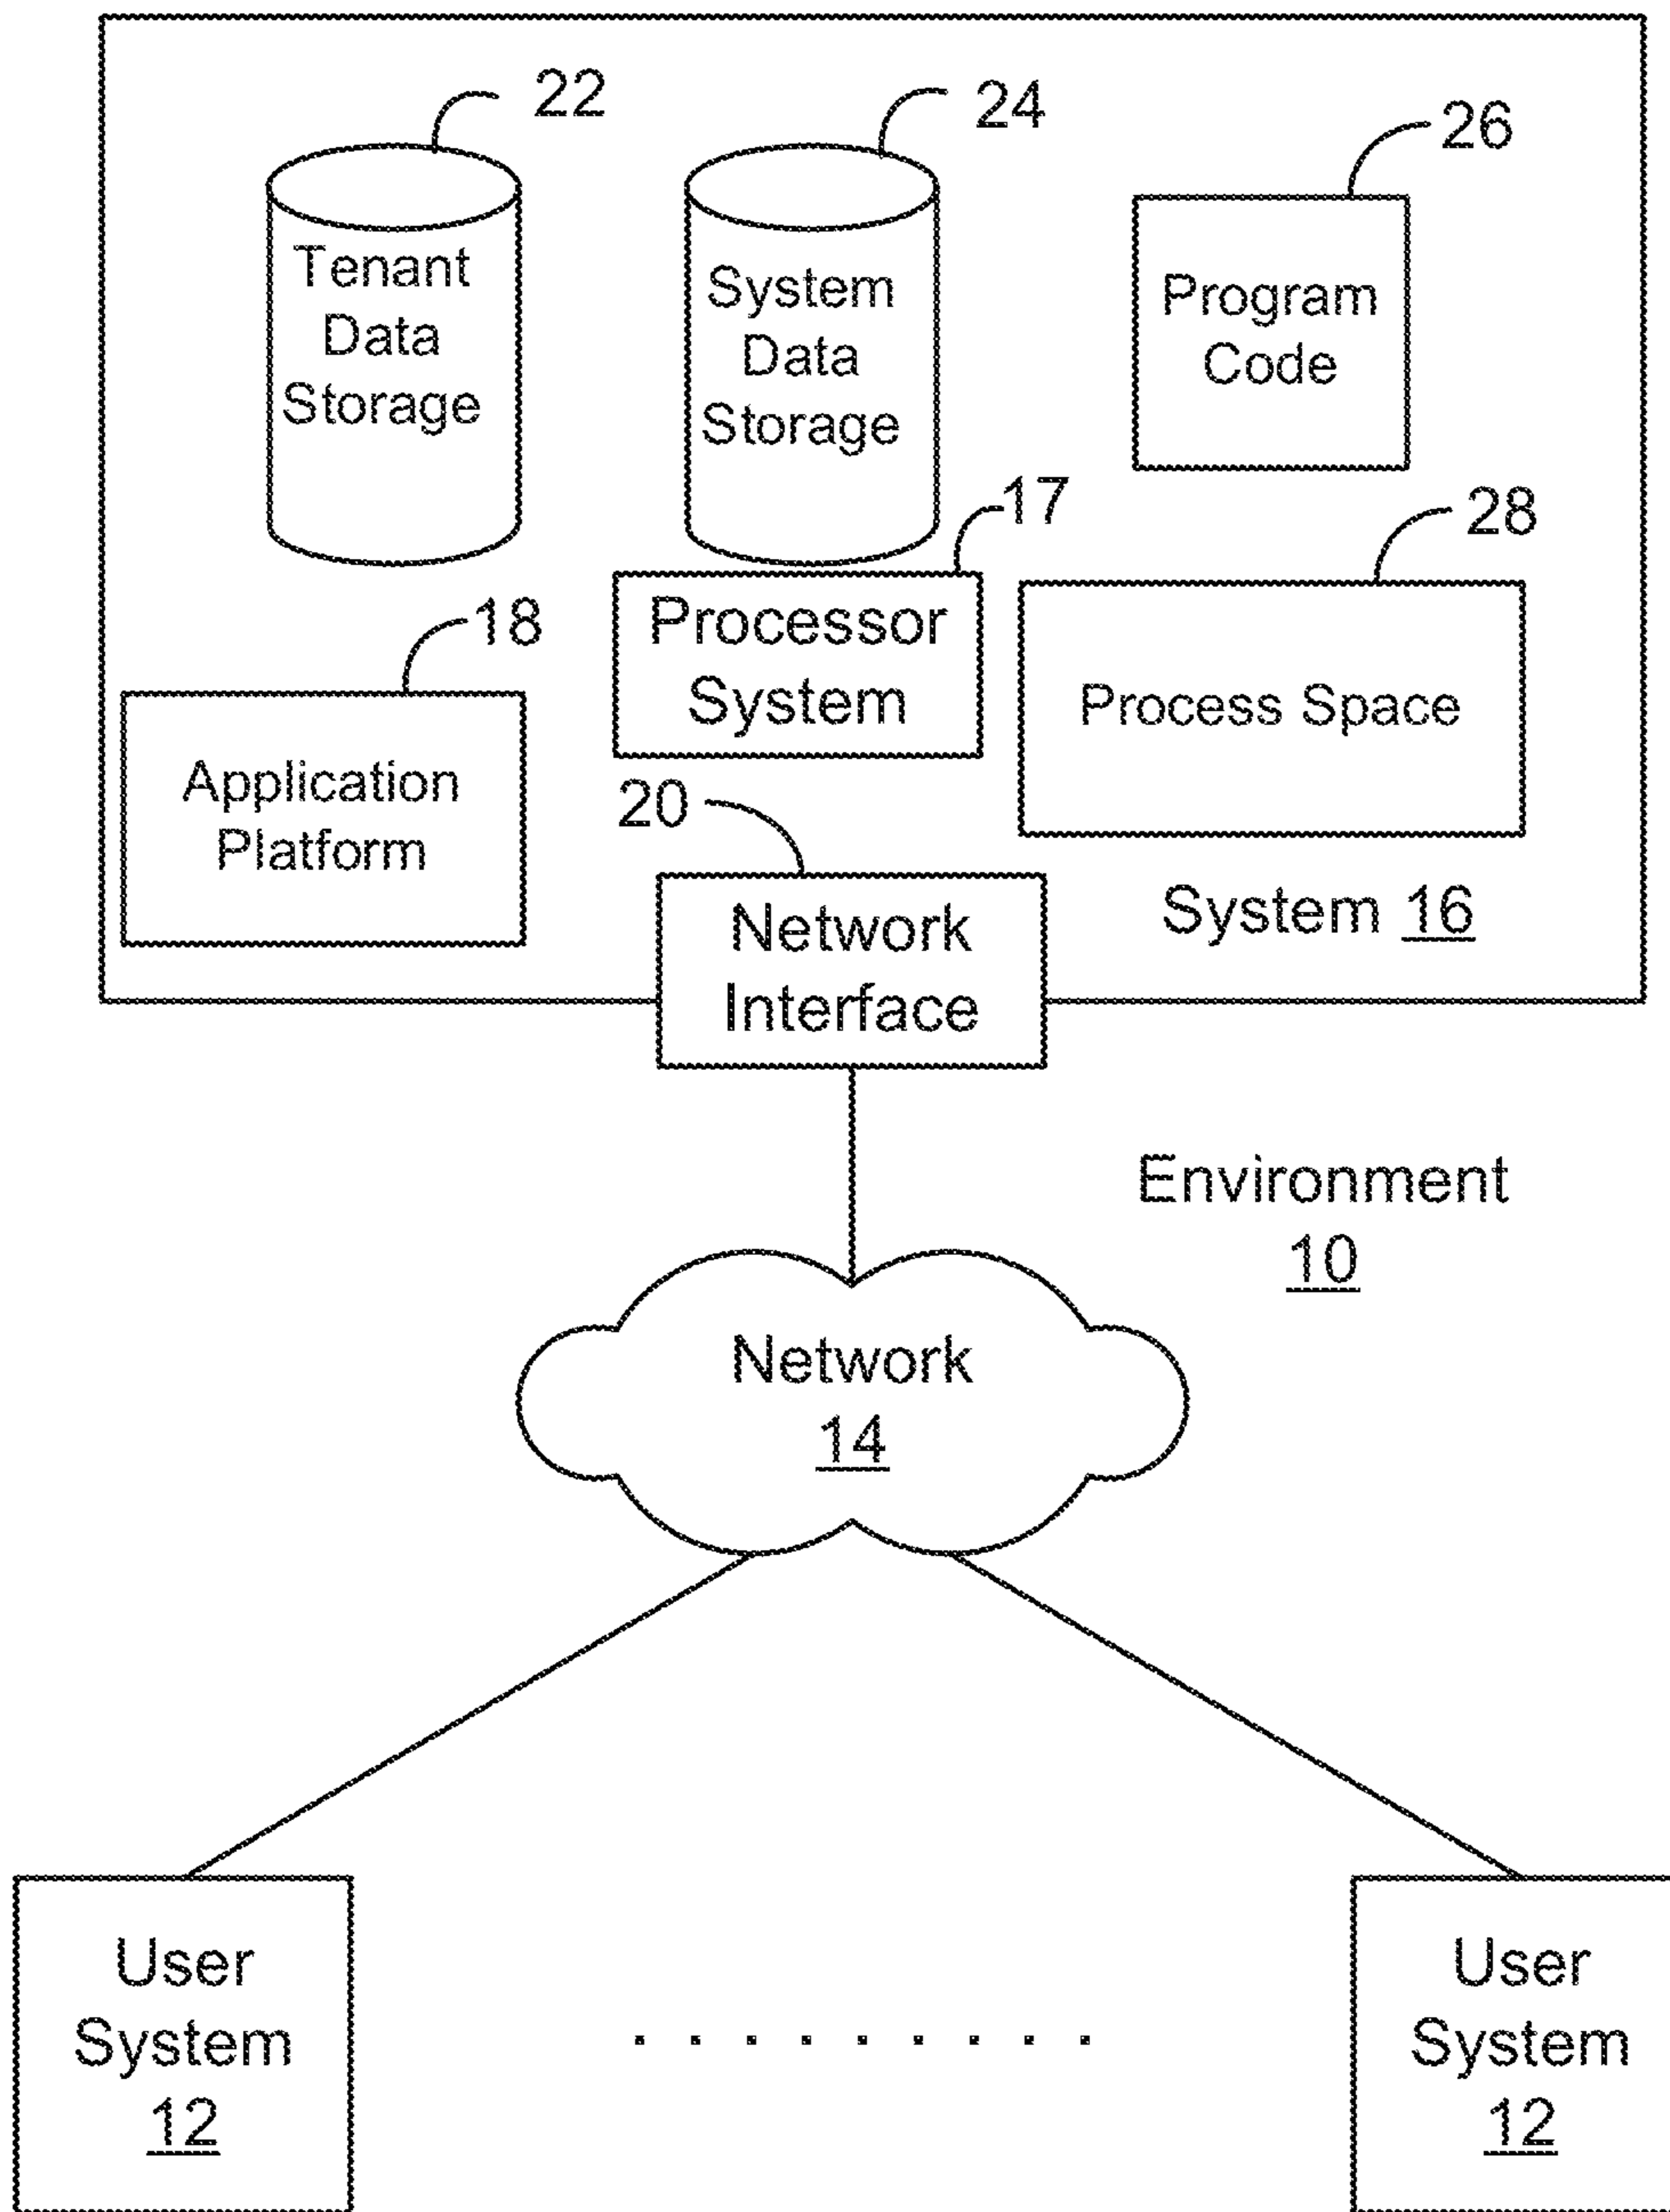 22
24
26
Tenant
Data
Storage
System
Data
Storage
Program
Code
17
28
18
Processor
System
Process Space
Application
Platform
20
Network
Interface
System 16
Environment
10
Network
14
User
System
12
User
System
12